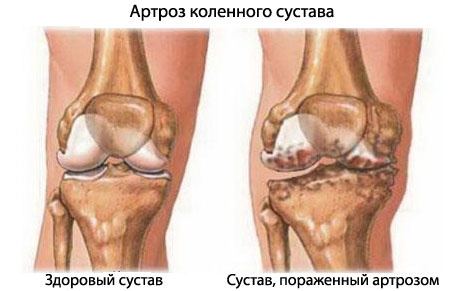 Артроз коленного сустава
Здоровый сустав
Сустав, пораженный артрозом